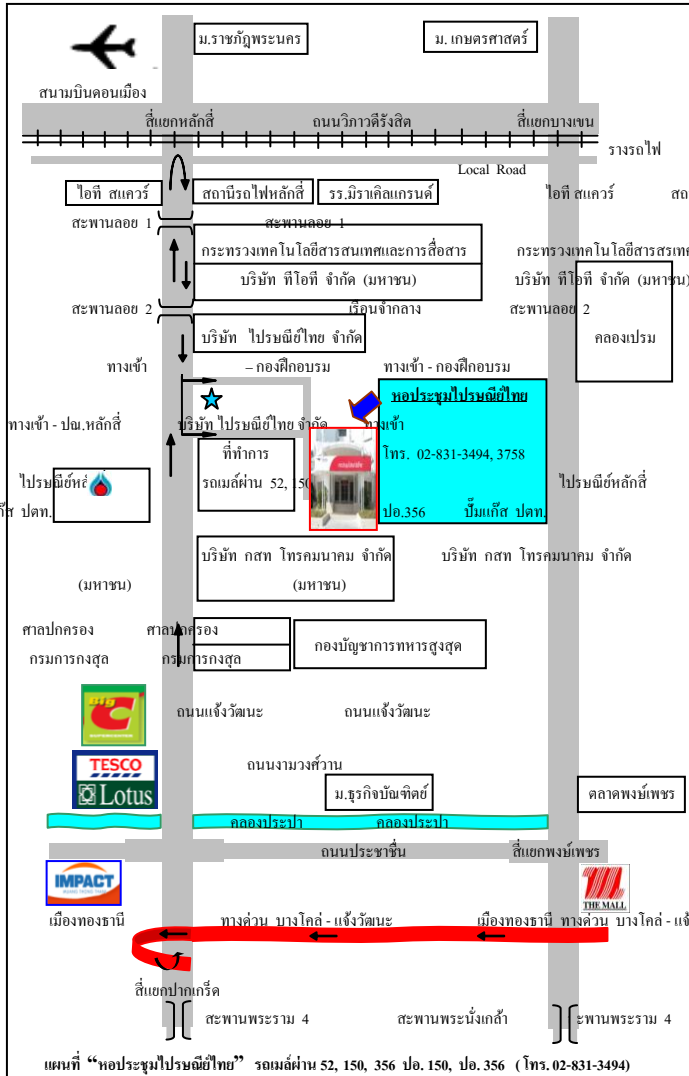 ม.ราชภัฎพระนคร
ม. เกษตรศาสตร์
สนามบินดอนเมือง
สี่แยกหลักสี่
ถนนวิภาวดีรังสิต
สี่แยกบางเขน
รางรถไฟ
Local Road
ไอที สแควร์
สถานีรถไฟหลักสี่
รร.มิราเคิลแกรนด์
ไอที สแควร์
สะพานลอย 1
สะพานลอย 1
กระทรวงเทคโนโลยีสารสนเทศและการสื่อสาร
บริษัท ทีโอที จำกัด (มหาชน)
บริษัท ทีโอที จำกัด (มหาชน)
สะพานลอย 2
เรือนจำกลาง
สะพานลอย 2
บริษัท ไปรษณีย์ไทย จำกัด
คลองเปรม
ทางเข้า
– กองฝึกอบรม
ทางเข้า - กองฝึกอบรม
หอประชุมไปรษณีย์ไทย
ทางเข้า - ปณ.หลักสี่
บริษัท ไปรษณีย์ไทย จำกัด
ทางเข้า
ที่ทำการ
โทร. 02-831-3494, 3758
รถเมล์ผ่าน 52, 150
ไปรษณีย์หลักสี่
ปตท.
ปอ.356
ปั๊มแก๊ส ปตท.
บริษัท กสท โทรคมนาคม จำกัด
บริษัท กสท โทรคมนาคม จำกัด
(มหาชน)
(มหาชน)
ศาลปกครอง
ศาลปกครอง
กรมการกงสุล
กรมการกงสุล
กองบัญชาการทหารสูงสุด
Big C
ถนนแจ้งวัฒนะ
ถนนแจ้งวัฒนะ
TESCO
Lotus
ถนนงามวงศ์วาน
ม.ธุรกิจบัณฑิตย์
ตลาดพงษ์เพชร
คลองประปา
คลองประปา
ถนนประชาชื่น
สี่แยกพงษ์เพชร
IMPACT
THE MALL
เมืองทองธานี
ทางด่วน บางโคล่ - แจ้งวัฒนะ
เมืองทองธานี ทางด่วน บางโคล่ - แจ้
สี่แยกปากเกร็ด
สะพานพระราม 4
สะพานพระนั่งเกล้า
สะพานพระราม 4
แผนที่ “หอประชุมไปรษณีย์ไทย” รถเมล์ผ่าน 52, 150, 356 ปอ. 150, ปอ. 356 ( โทร. 02-831-3494)